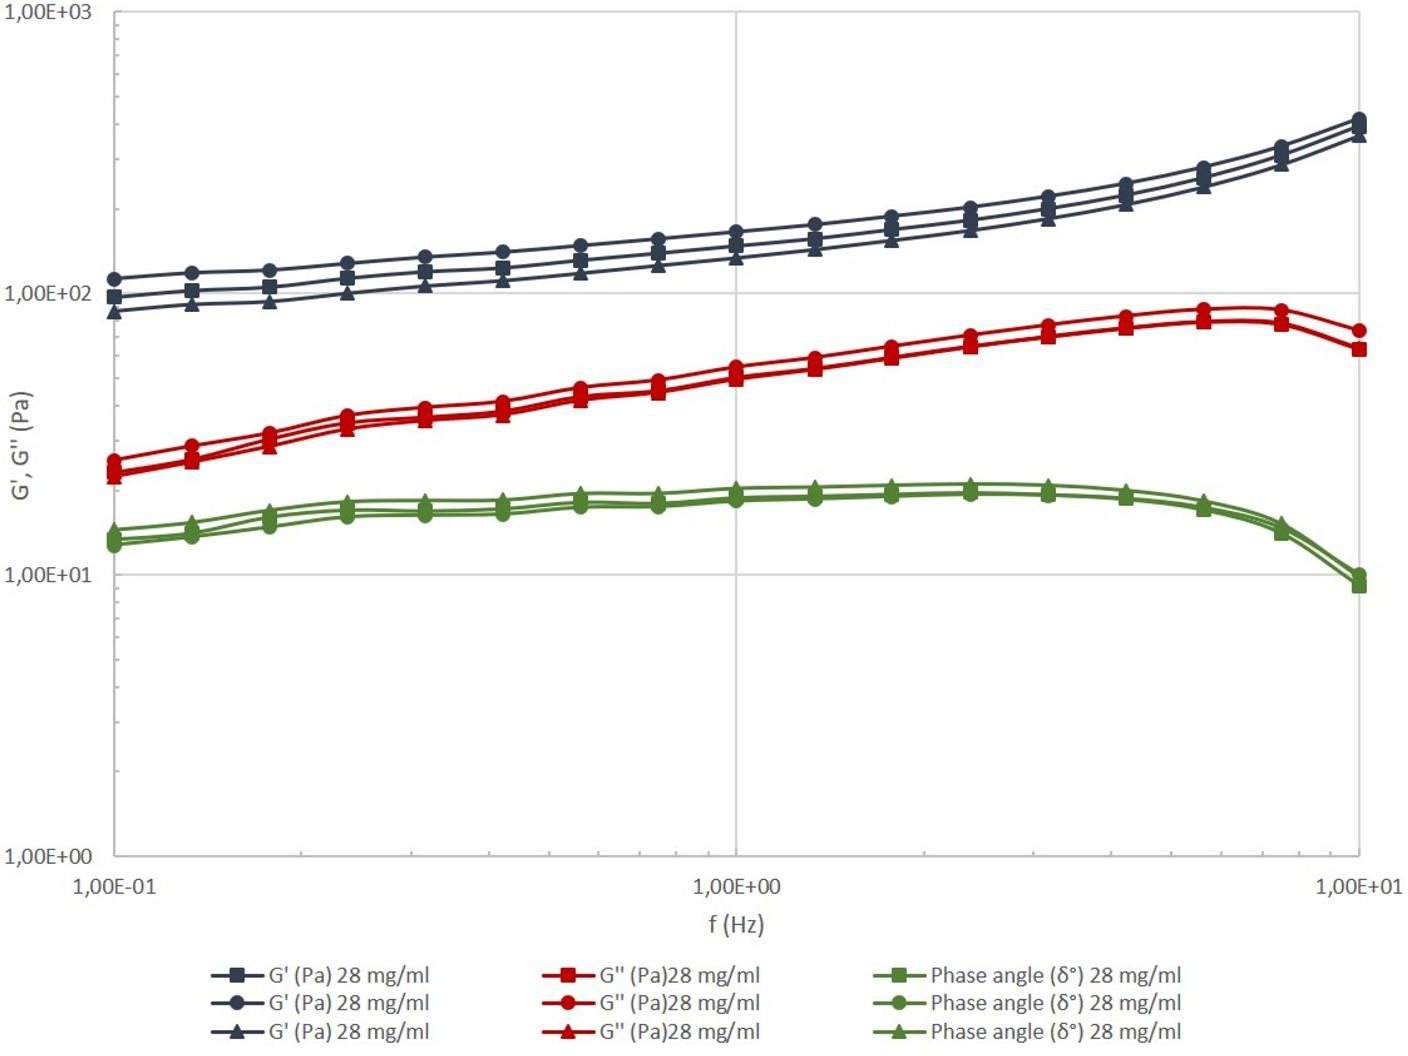 1,00E+03
1,00E+02
G', G'' (Pa)
1,00E+01
1,00E+00
1,00E-01 1,00E+00 1,00E+01
f (Hz)
G' (Pa) 28 mg/ml G'' (Pa)28 mg/ml Phase angle (δ°) 28 mg/ml
G' (Pa) 28 mg/ml G'' (Pa)28 mg/ml Phase angle (δ°) 28 mg/ml
G' (Pa) 28 mg/ml G'' (Pa)28 mg/ml Phase angle (δ°) 28 mg/ml